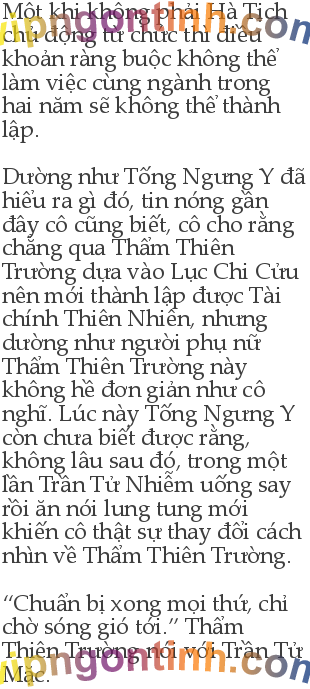 Một khi không phải Hà Tịch
chủ động từ chức thì điều
khoản ràng buộc không thể
làm việc cùng ngành trong
hai năm sẽ không thể thành
lập.

Dường như Tống Ngưng Y đã
hiểu ra gì đó, tin nóng gần
đây cô cũng biết, cô cho rằng
chẳng qua Thẩm Thiên
Trường dựa vào Lục Chi Cửu
nên mới thành lập được Tài
chính Thiên Nhiên, nhưng
dường như người phụ nữ
Thẩm Thiên Trường này
không hề đơn giản như cô
nghĩ. Lúc này Tống Ngưng Y
còn chưa biết được rằng,
không lâu sau đó, trong một
lần Trần Tử Nhiễm uống say
rồi ăn nói lung tung mới
khiến cô thật sự thay đổi cách
nhìn về Thẩm Thiên Trường.

“Chuẩn bị xong mọi thứ, chỉ
chờ sóng gió tới.” Thẩm
Thiên Trường nói với Trần Tử
Mặc.
vipngontinh.com
vipngontinh.com